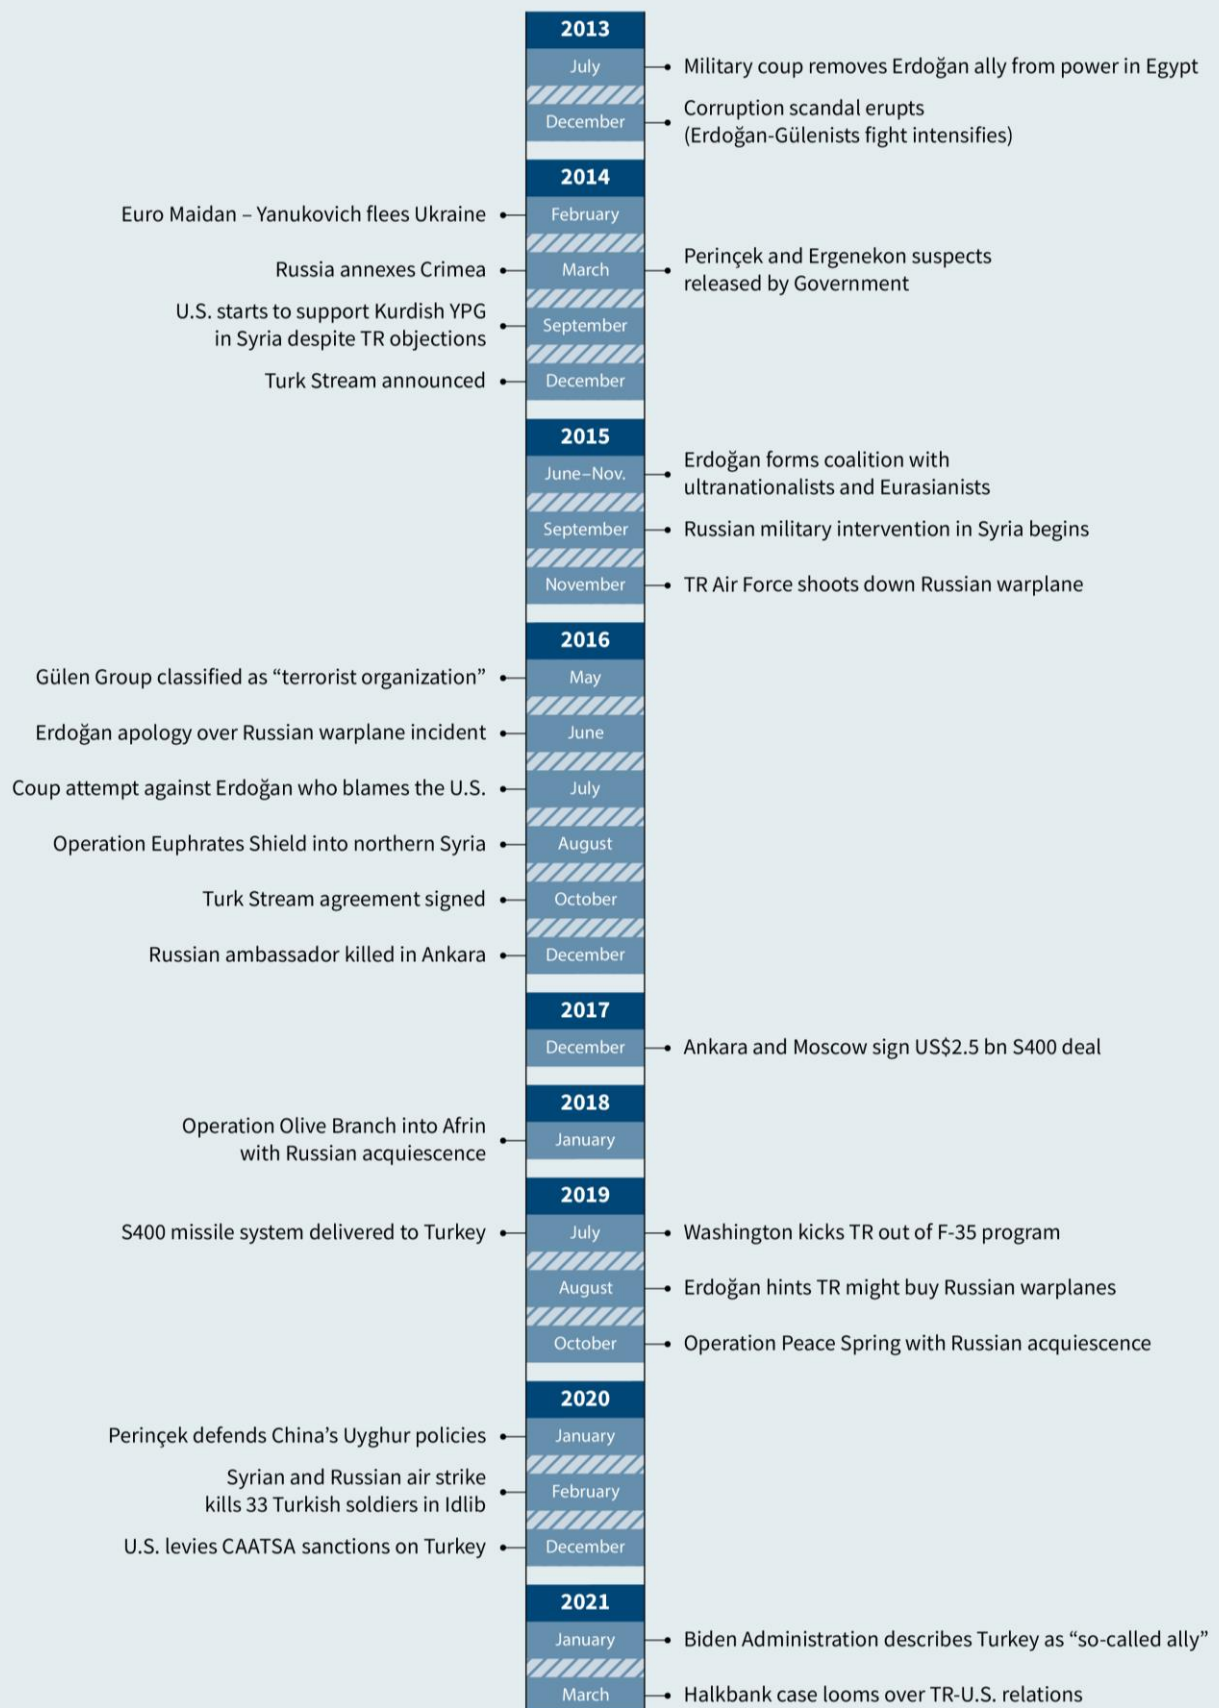 2013
July
Military coup removes Erdoğan ally from power in Egypt
December
Corruption scandal erupts
(Erdoğan-Gülenists fight intensifies)
2014
Euro Maidan – Yanukovich flees Ukraine
February
Russia annexes Crimea
March
Perinçek and Ergenekon suspects
released by Government
U.S. starts to support Kurdish YPG
in Syria despite TR objections
September
Turk Stream announced
December
2015
June–Nov.
Erdoğan forms coalition with
ultranationalists and Eurasianists
September
Russian military intervention in Syria begins
November
TR Air Force shoots down Russian warplane
2016
Gülen Group classified as “terrorist organization”
May
Erdoğan apology over Russian warplane incident
June
Coup attempt against Erdoğan who blames the U.S.
July
Operation Euphrates Shield into northern Syria
August
Turk Stream agreement signed
October
Russian ambassador killed in Ankara
December
2017
December
Ankara and Moscow sign US$2.5 bn S400 deal
2018
Operation Olive Branch into Afrin
with Russian acquiescence
January
2019
S400 missile system delivered to Turkey
July
Washington kicks TR out of F-35 program
August
Erdoğan hints TR might buy Russian warplanes
October
Operation Peace Spring with Russian acquiescence
2020
Perinçek defends China’s Uyghur policies
January
Syrian and Russian air strike
kills 33 Turkish soldiers in Idlib
February
U.S. levies CAATSA sanctions on Turkey
December
2021
January
Biden Administration describes Turkey as “so-called ally”
March
Halkbank case looms over TR-U.S. relations